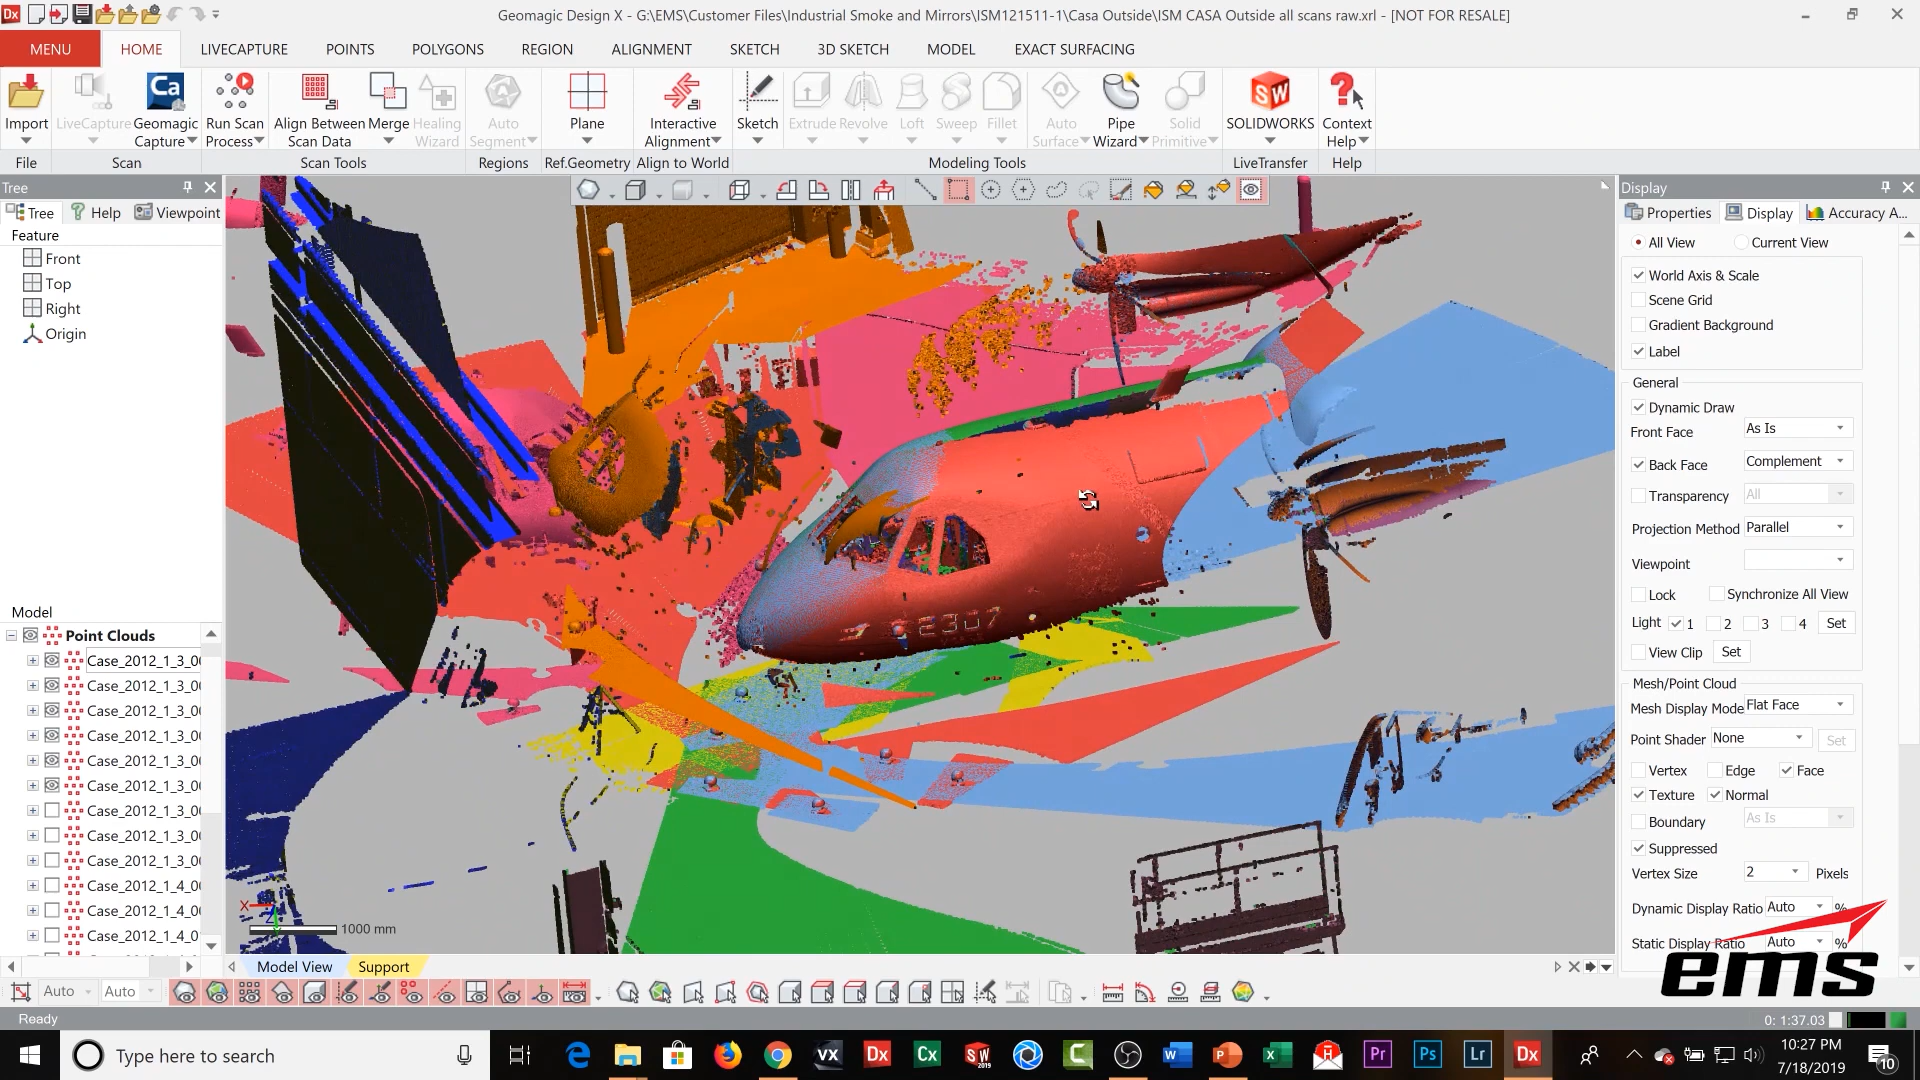 Geomagic Design X - G:\EMS\Customer Files\Industrial Smoke and Mirrors\ISM121511-1\Casa Outside\ISM CASA Outside all scans raw.xrl - [NOT FOR RESALE]
MENU HOME LIVECAPTURE POINTS POLYGONS REGION ALIGNMENT SKETCH 3D SKETCH MODEL EXACT SURFACING
Import LiveCapture Geomagic Capture Run Scan Process Align Between Scan Data Merge Healing Wizard Auto Segment Plane Interactive Alignment Sketch Extrude Revolve Loft Sweep Fillet Auto Surface Pipe Wizard Solid Primitive SOLIDWORKS Context Help
File Scan Scan Tools Regions Ref.Geometry Align to World Modeling Tools LiveTransfer Help
Tree
Tree Help Viewpoint
Feature
Front
Top
Right
Origin
Model
Point Clouds
Case_2012_1_3_0
Case_2012_1_3_0
Case_2012_1_3_0
Case_2012_1_3_0
Case_2012_1_3_0
Case_2012_1_3_0
Case_2012_1_3_0
Case_2012_1_3_0
Case_2012_1_3_0
Case_2012_1_4_0
Case_2012_1_4_0
Case_2012_1_4_0
2307
X
1000 mm
Model View Support
Display
Properties Display Accuracy A...
All View Current View
World Axis & Scale
Scene Grid
Gradient Background
Label
General
Dynamic Draw
Front Face As Is
Back Face Complement
Transparency All
Projection Method Parallel
Viewpoint
Lock Synchronize All View
Light 1 2 3 4 Set
View Clip Set
Mesh/Point Cloud
Mesh Display Mode Flat Face
Point Shader None Set
Vertex Edge Face
Texture Normal
Boundary As Is
Suppressed
Vertex Size 2 Pixels
Dynamic Display Ratio Auto %
Static Display Ratio Auto %
ems
Auto Auto
Ready
0: 1:37.03
Type here to search
10:27 PM
7/18/2019
10